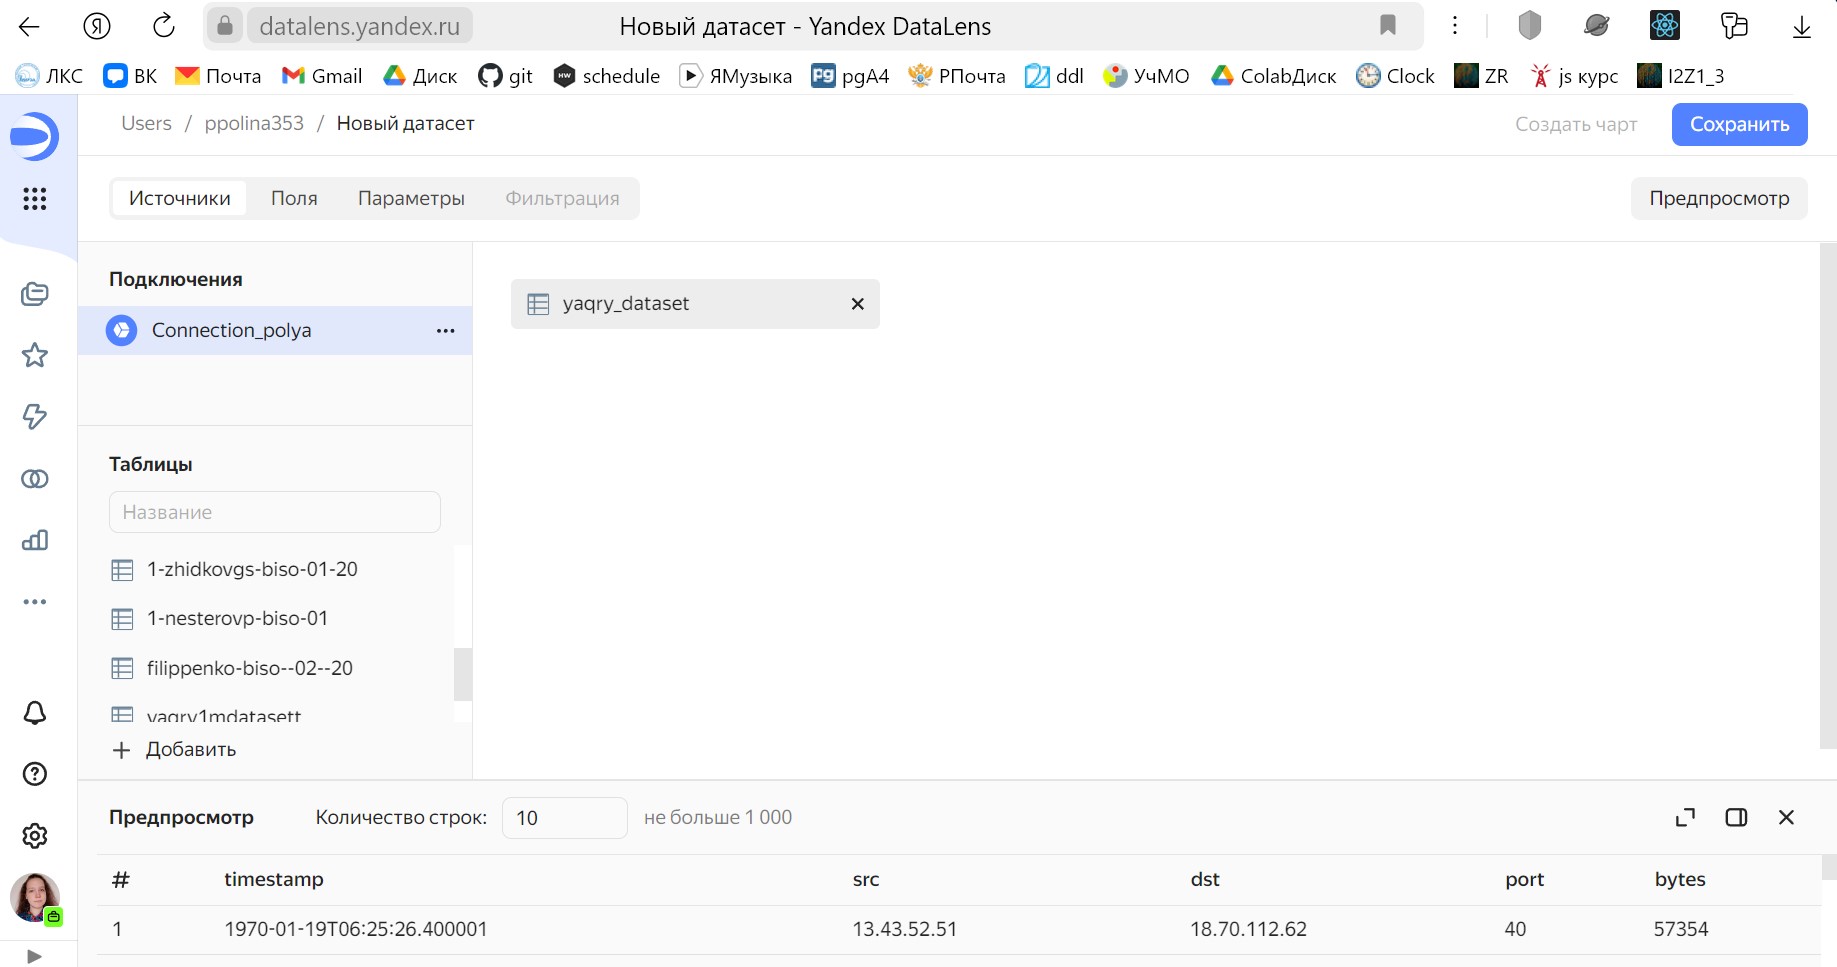 datalens.yandex.ru
Новый датасет - Yandex DataLens
ЛКС
ВК
Почта
Gmail
Диск
git
HW
schedule
ЯМузыка
pg
pgA4
РПочта
ddl
УчМО
ColabДиск
Clock
ZR
js курс
I2Z1_3
Users / ppolina353 / Новый датасет
Создать чарт
Сохранить
Источники
Поля
Параметры
Фильтрация
Предпросмотр
Подключения
Connection_polya
yaqry_dataset
Таблицы
Название
1-zhidkovgs-biso-01-20
1-nesterovp-biso-01
filippenko-biso--02--20
yaqry1mdatasett
Добавить
Предпросмотр
Количество строк:
10
не больше 1 000
# timestamp src dst port bytes
1 1970-01-19T06:25:26.400001 13.43.52.51 18.70.112.62 40 57354